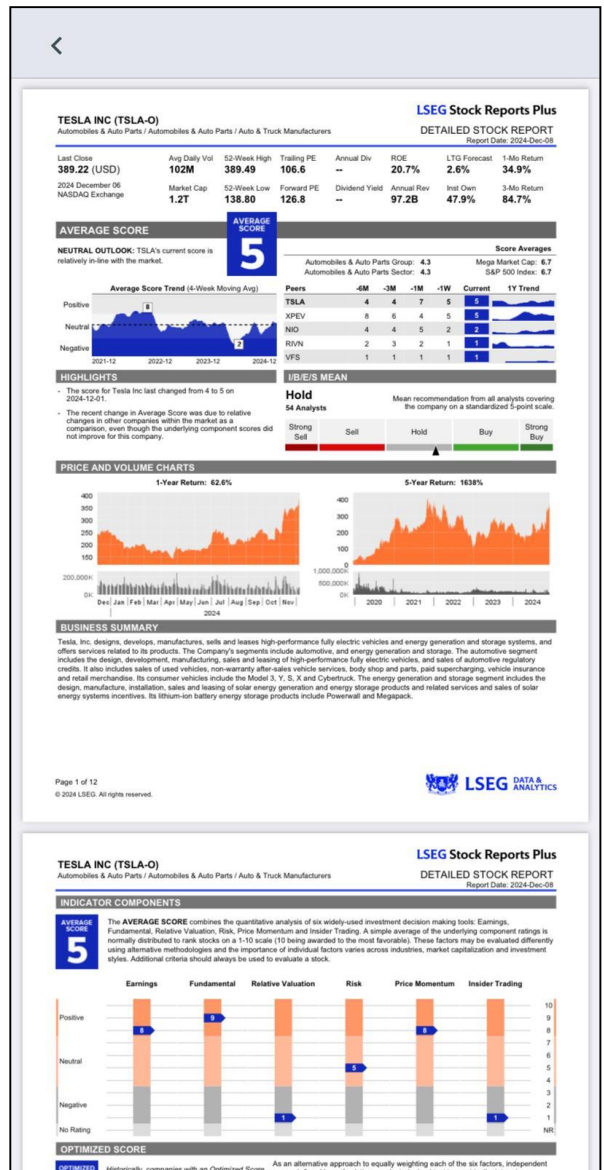 LSEG Stock Reports Plus
TESLA INC (TSLA-O)
Automobiles & Auto Parts / Automobiles & Auto Parts / Auto & Truck Manufacturers
DETAILED STOCK REPORT
Report Date: 2024-Dec-08
Last Close
389.22 (USD)
2024 December 06
NASDAQ Exchange
Avg Daily Vol
102M
Market Cap
1.2T
52-Week High
389.49
52-Week Low
138.80
Trailing PE
106.6
Forward PE
126.8
Annual Div
--
Dividend Yield
--
ROE
20.7%
Annual Rev
97.2B
LTG Forecast
2.6%
Inst Own
47.9%
1-Mo Return
34.9%
3-Mo Return
84.7%
AVERAGE SCORE
AVERAGE
SCORE
5
NEUTRAL OUTLOOK: TSLA's current score is
relatively in-line with the market.
Score Averages
Automobiles & Auto Parts Group: 4.3 Mega Market Cap: 6.7
Automobiles & Auto Parts Sector: 4.3 S&P 500 Index: 6.7
Average Score Trend (4-Week Moving Avg)
Positive
Neutral
Negative
8
2
2021-12 2022-12 2023-12 2024-12
Peers -6M -3M -1M -1W Current 1Y Trend
TSLA 4 4 7 5 5
XPEV 8 6 4 5 5
NIO 4 4 5 2 2
RIVN 2 3 2 1 1
VFS 1 1 1 1 1
HIGHLIGHTS
- The score for Tesla Inc last changed from 4 to 5 on
2024-12-01.
- The recent change in Average Score was due to relative
changes in other companies within the market as a
comparison, even though the underlying component scores did
not improve for this company.
I/B/E/S MEAN
Hold
54 Analysts
Mean recommendation from all analysts covering
the company on a standardized 5-point scale.
Strong
Sell
Sell
Hold
Buy
Strong
Buy
PRICE AND VOLUME CHARTS
1-Year Return: 62.6%
400
350
300
250
200
150
200,000K
0K
Dec Jan Feb Mar Apr May Jun Jul Aug Sep Oct Nov
2024
5-Year Return: 1638%
400
300
200
100
0
1,000,000K
500,000K
0K
2020 2021 2022 2023 2024
BUSINESS SUMMARY
Tesla, Inc. designs, develops, manufactures, sells and leases high-performance fully electric vehicles and energy generation and storage systems, and
offers services related to its products. The Company's segments include automotive, and energy generation and storage. The automotive segment
includes the design, development, manufacturing, sales and leasing of high-performance fully electric vehicles, and sales of automotive regulatory
credits. It also includes sales of used vehicles, non-warranty after-sales vehicle services, body shop and parts, paid supercharging, vehicle insurance
and retail merchandise. Its consumer vehicles include the Model 3, Y, S, X and Cybertruck. The energy generation and storage segment includes the
design, manufacture, installation, sales and leasing of solar energy generation and energy storage products and related services and sales of solar
energy systems incentives. Its lithium-ion battery energy storage products include Powerwall and Megapack.
Page 1 of 12
© 2024 LSEG. All rights reserved.
LSEG DATA &
ANALYTICS
LSEG Stock Reports Plus
TESLA INC (TSLA-O)
Automobiles & Auto Parts / Automobiles & Auto Parts / Auto & Truck Manufacturers
DETAILED STOCK REPORT
Report Date: 2024-Dec-08
INDICATOR COMPONENTS
AVERAGE
SCORE
5
The AVERAGE SCORE combines the quantitative analysis of six widely-used investment decision making tools: Earnings,
Fundamental, Relative Valuation, Risk, Price Momentum and Insider Trading. A simple average of the underlying component ratings is
normally distributed to rank stocks on a 1-10 scale (10 being awarded to the most favorable). These factors may be evaluated differently
using alternative methodologies and the importance of individual factors varies across industries, market capitalization and investment
styles. Additional criteria should always be used to evaluate a stock.
Earnings Fundamental Relative Valuation Risk Price Momentum Insider Trading
Positive
Neutral
Negative
No Rating
8
9
1
5
8
1
10
9
8
7
6
5
4
3
2
1
NR
OPTIMIZED SCORE
OPTIMIZED
Historically, companies with an Optimized Score
As an alternative approach to equally weighting each of the six factors, independent